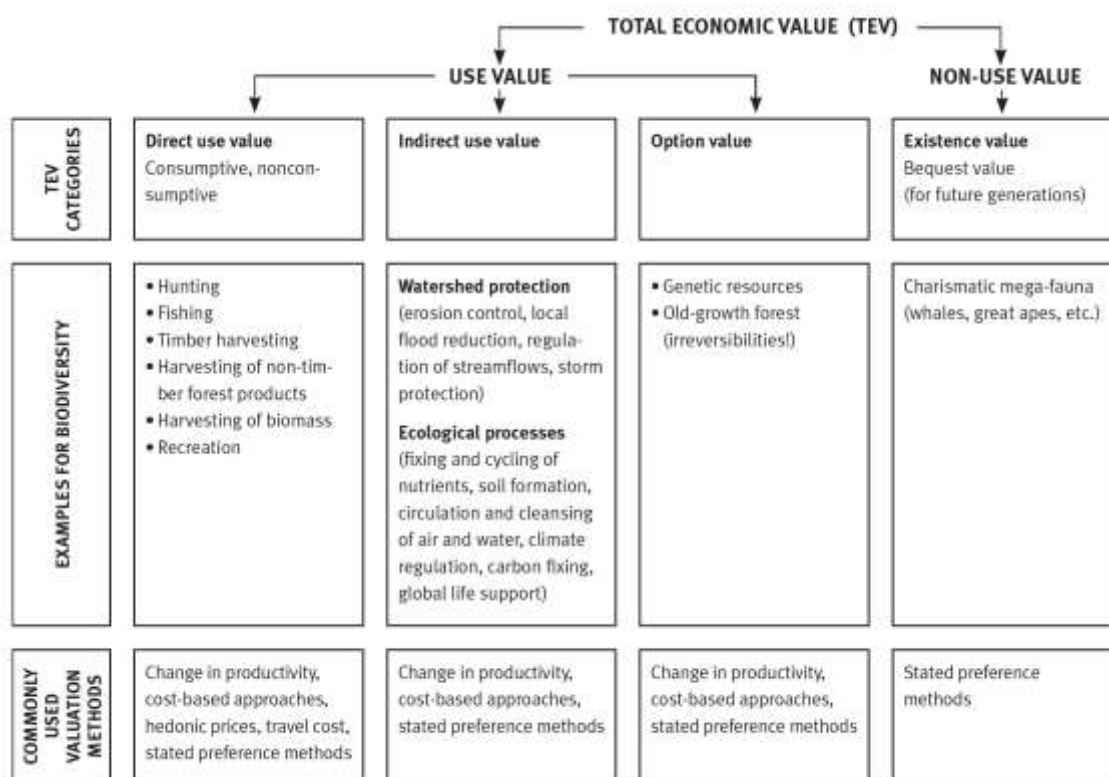 TOTAL ECONOMIC VALUE (TEV)
USE VALUE
NON-USE VALUE
TEV
CATEGORIES
Direct use value
Consumptive, noncon-
sumptive
Indirect use value
Option value
Existence value
Bequest value
(for future generations)
EXAMPLES FOR BIODIVERSITY
• Hunting
• Fishing
• Timber harvesting
• Harvesting of non-tim-
ber forest products
• Harvesting of biomass
• Recreation
Watershed protection
(erosion control, local
flood reduction, regula-
tion of streamflows, storm
protection)
Ecological processes
(fixing and cycling of
nutrients, soil formation,
circulation and cleansing
of air and water, climate
regulation, carbon fixing,
global life support)
• Genetic resources
• Old-growth forest
(irreversibilities!)
Charismatic mega-fauna
(whales, great apes, etc.)
COMMONLY
USED
VALUATION
METHODS
Change in productivity,
cost-based approaches,
hedonic prices, travel cost,
stated preference methods
Change in productivity,
cost-based approaches,
stated preference methods
Change in productivity,
cost-based approaches,
stated preference methods
Stated preference
methods